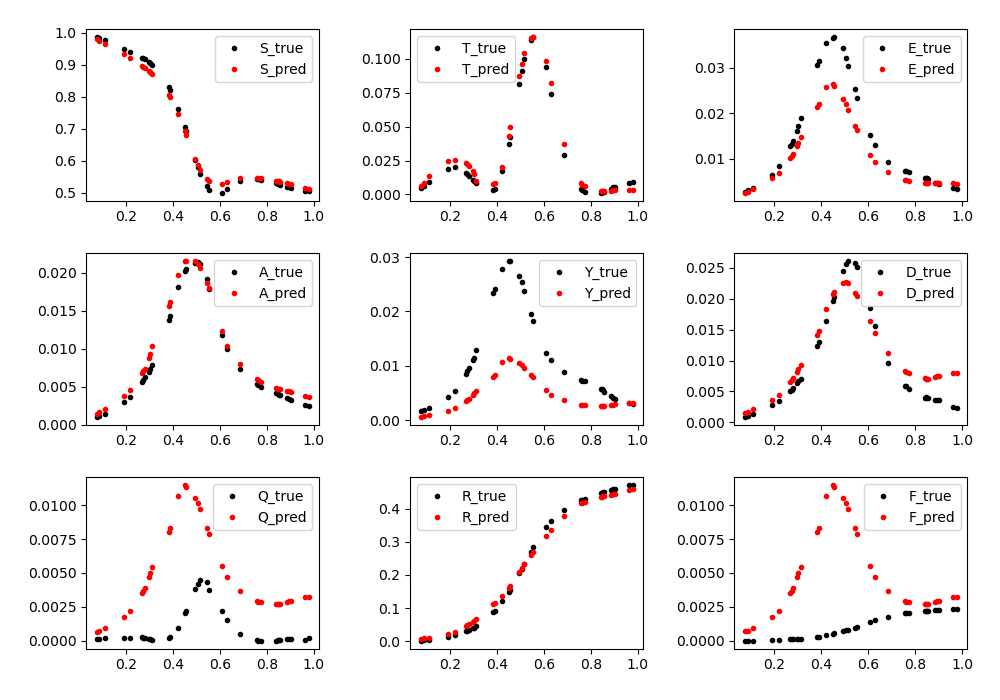 1.0
0.9
0.8
0.7
0.6
0.5
S_true
S_pred
0.2 0.4 0.6 0.8 1.0
0.100
0.075
0.050
0.025
0.000
T_true
T_pred
0.2 0.4 0.6 0.8 1.0
0.03
0.02
0.01
E_true
E_pred
0.2 0.4 0.6 0.8 1.0
0.020
0.015
0.010
0.005
0.000
A_true
A_pred
0.2 0.4 0.6 0.8 1.0
0.03
0.02
0.01
0.00
Y_true
Y_pred
0.2 0.4 0.6 0.8 1.0
0.025
0.020
0.015
0.010
0.005
0.000
D_true
D_pred
0.2 0.4 0.6 0.8 1.0
0.0100
0.0075
0.0050
0.0025
0.0000
Q_true
Q_pred
0.2 0.4 0.6 0.8 1.0
0.4
0.3
0.2
0.1
0.0
R_true
R_pred
0.2 0.4 0.6 0.8 1.0
0.0100
0.0075
0.0050
0.0025
0.0000
F_true
F_pred
0.2 0.4 0.6 0.8 1.0